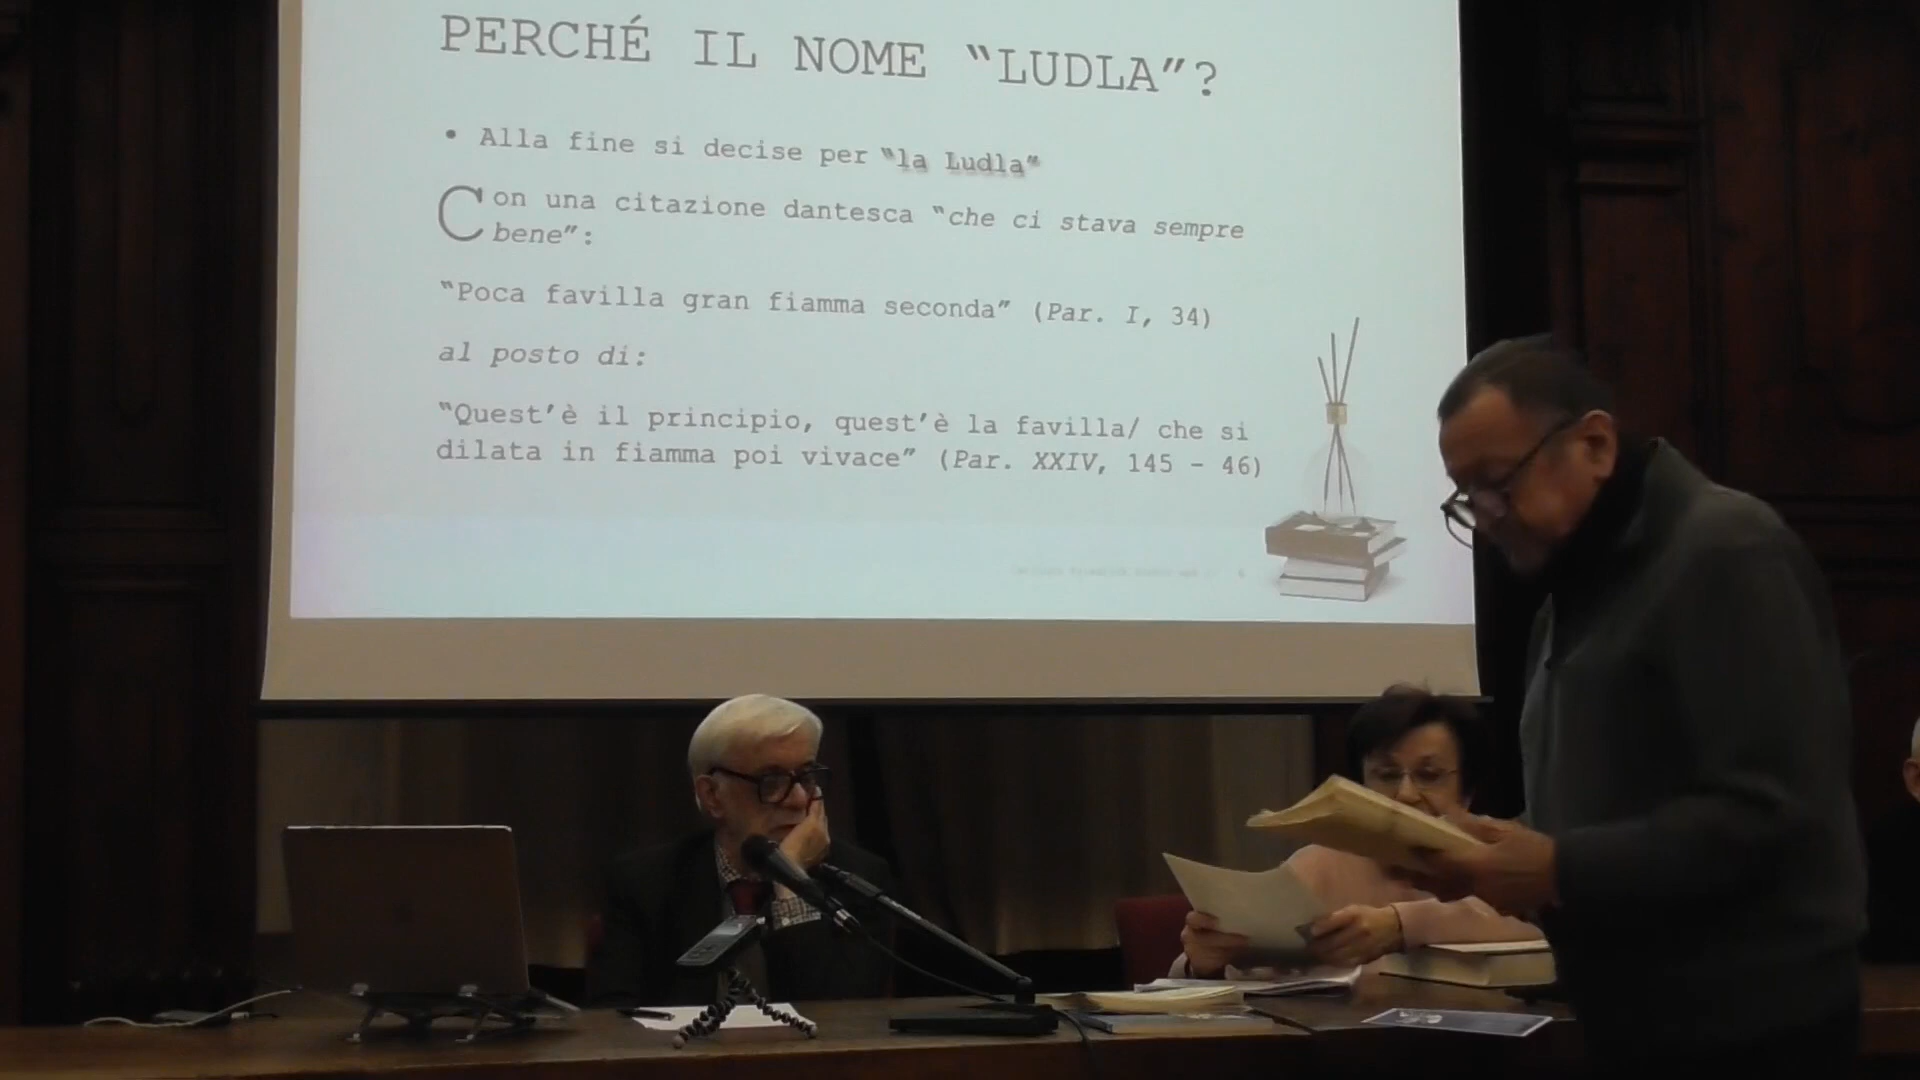 PERCHÉ IL NOME “LUDLA”?
• Alla fine si decise per “la Ludla”
Con una citazione dantesca “che ci stava sempre
bene”:
“Poca favilla gran fiamma seconda” (Par. I, 34)
al posto di:
“Quest’è il principio, quest’è la favilla/ che si
dilata in fiamma poi vivace” (Par. XXIV, 145 – 46)